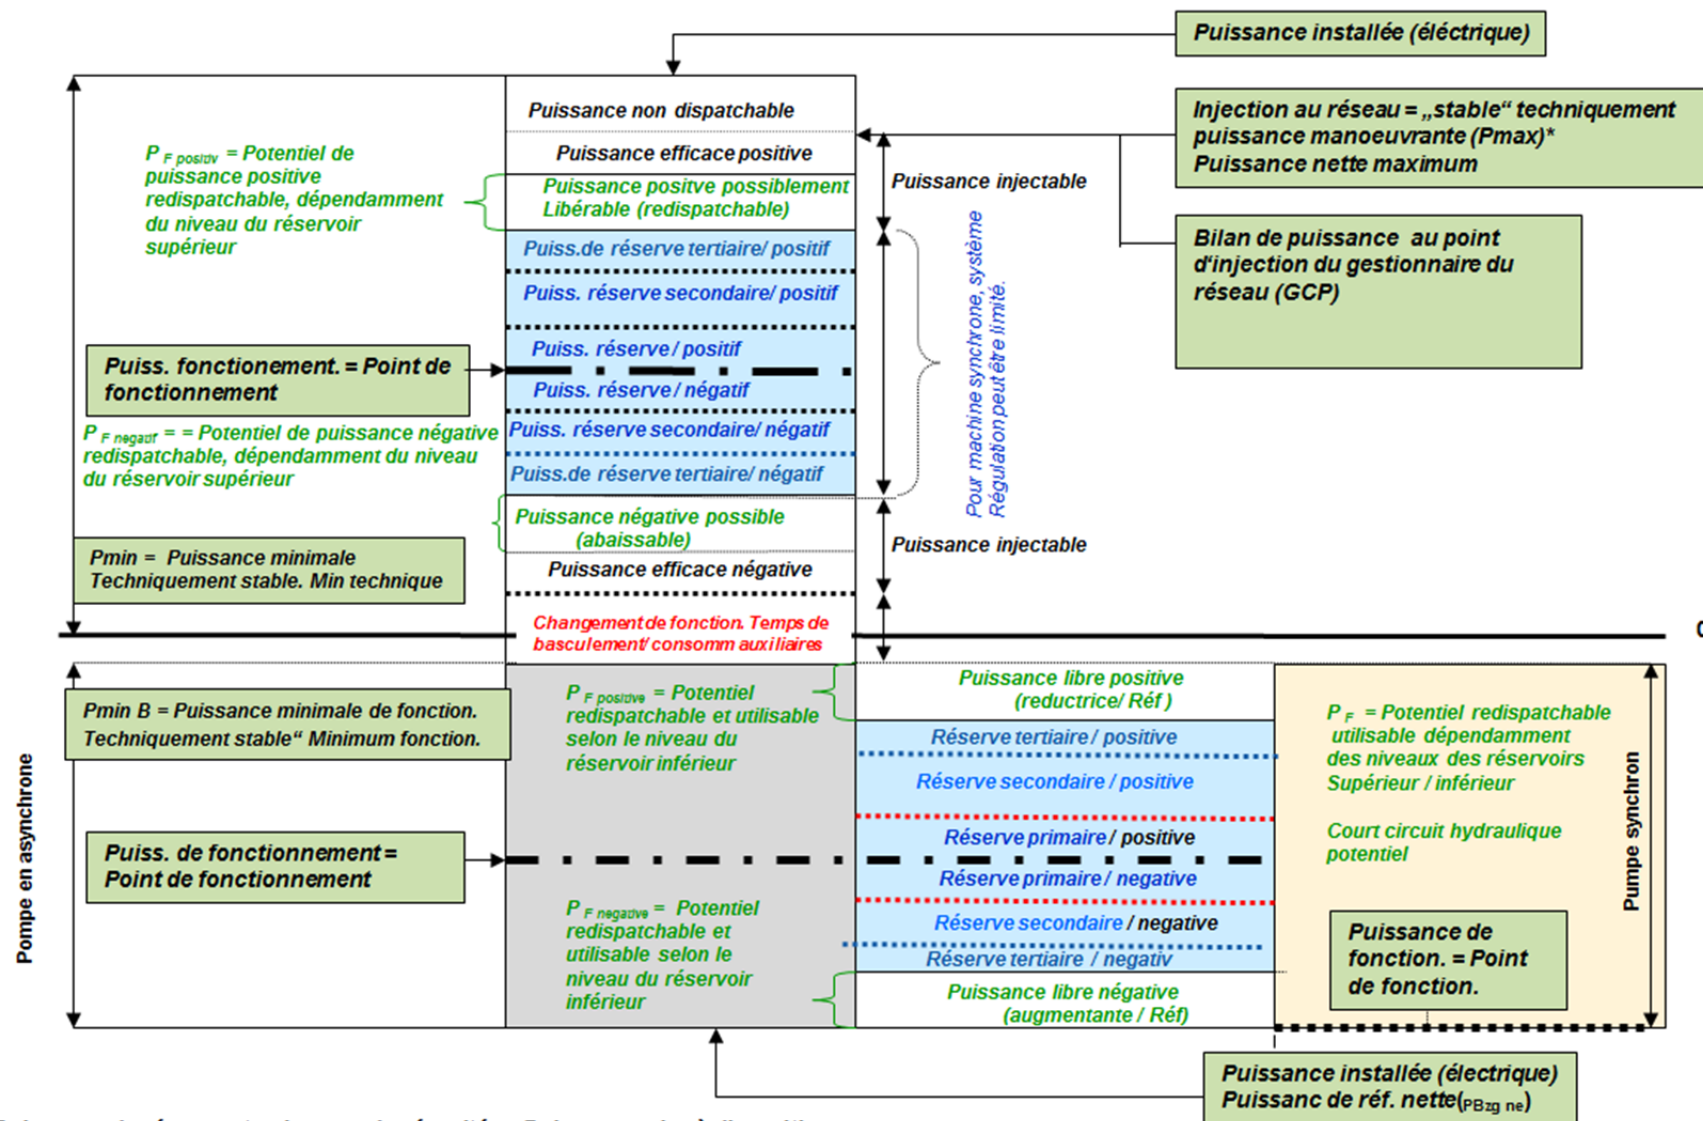 Puissance installée (éléctrique)
Puissance non dispatchable
Injection au réseau = „stable“ techniquement
puissance manoeuvrante (Pmax)*
Puissance nette maximum
P F positiv = Potentiel de
puissance positive
redispatchable, dépendamment
du niveau du réservoir
supérieur
Puissance efficace positive
Puissance positve possiblement
Libérable (redispatchable)
Puissance injectable
Bilan de puissance au point
d‘injection du gestionnaire du
réseau (GCP)
Puiss.de réserve tertiaire/ positif
Puiss. réserve secondaire/ positif
Puiss. réserve / positif
Puiss. fonctionement. = Point de
fonctionnement
Puiss. réserve / négatif
Puiss. réserve secondaire/ négatif
Puiss.de réserve tertiaire/ négatif
Pour machine synchrone, système
Régulation peut être limité.
P F negatif = = Potentiel de puissance négative
redispatchable, dépendamment du niveau
du réservoir supérieur
Puissance négative possible
(abaissable)
Puissance injectable
Pmin = Puissance minimale
Techniquement stable. Min technique
Puissance efficace négative
Changement de fonction. Temps de
basculement/ consomm auxiliaires
Pmin B = Puissance minimale de fonction.
Techniquement stable“ Minimum fonction.
P F positive = Potentiel
redispatchable et utilisable
selon le niveau du
réservoir inférieur
Puissance libre positive
(reductrice/ Réf )
Réserve tertiaire / positive
Réserve secondaire / positive
Réserve primaire / positive
Réserve primaire / negative
Réserve secondaire / negative
Réserve tertiaire / negativ
Puissance libre négative
(augmentante / Réf)
P F = Potentiel redispatchable
utilisable dépendamment
des niveaux des réservoirs
Supérieur / inférieur
Court circuit hydraulique
potentiel
Pumpe synchron
Pompe en asynchrone
Puiss. de fonctionnement =
Point de fonctionnement
P F negative = Potentiel
redispatchable et
utilisable selon le
niveau du réservoir
inférieur
Puissance de
fonction. = Point
de fonction.
Puissance installée (électrique)
Puissanc de réf. nette(PBzg ne)